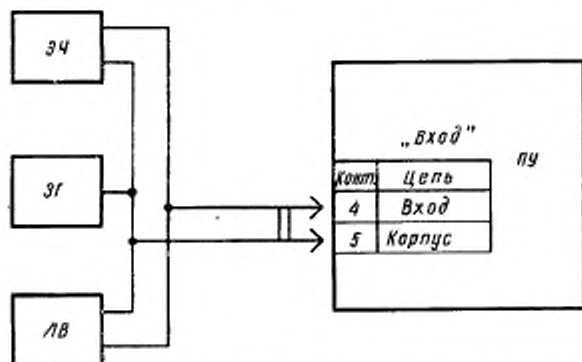 ЭЧ
„Вход"
ПУ
Конт. Цепь
4 Вход
5 Корпус
ЗГ
ЛВ